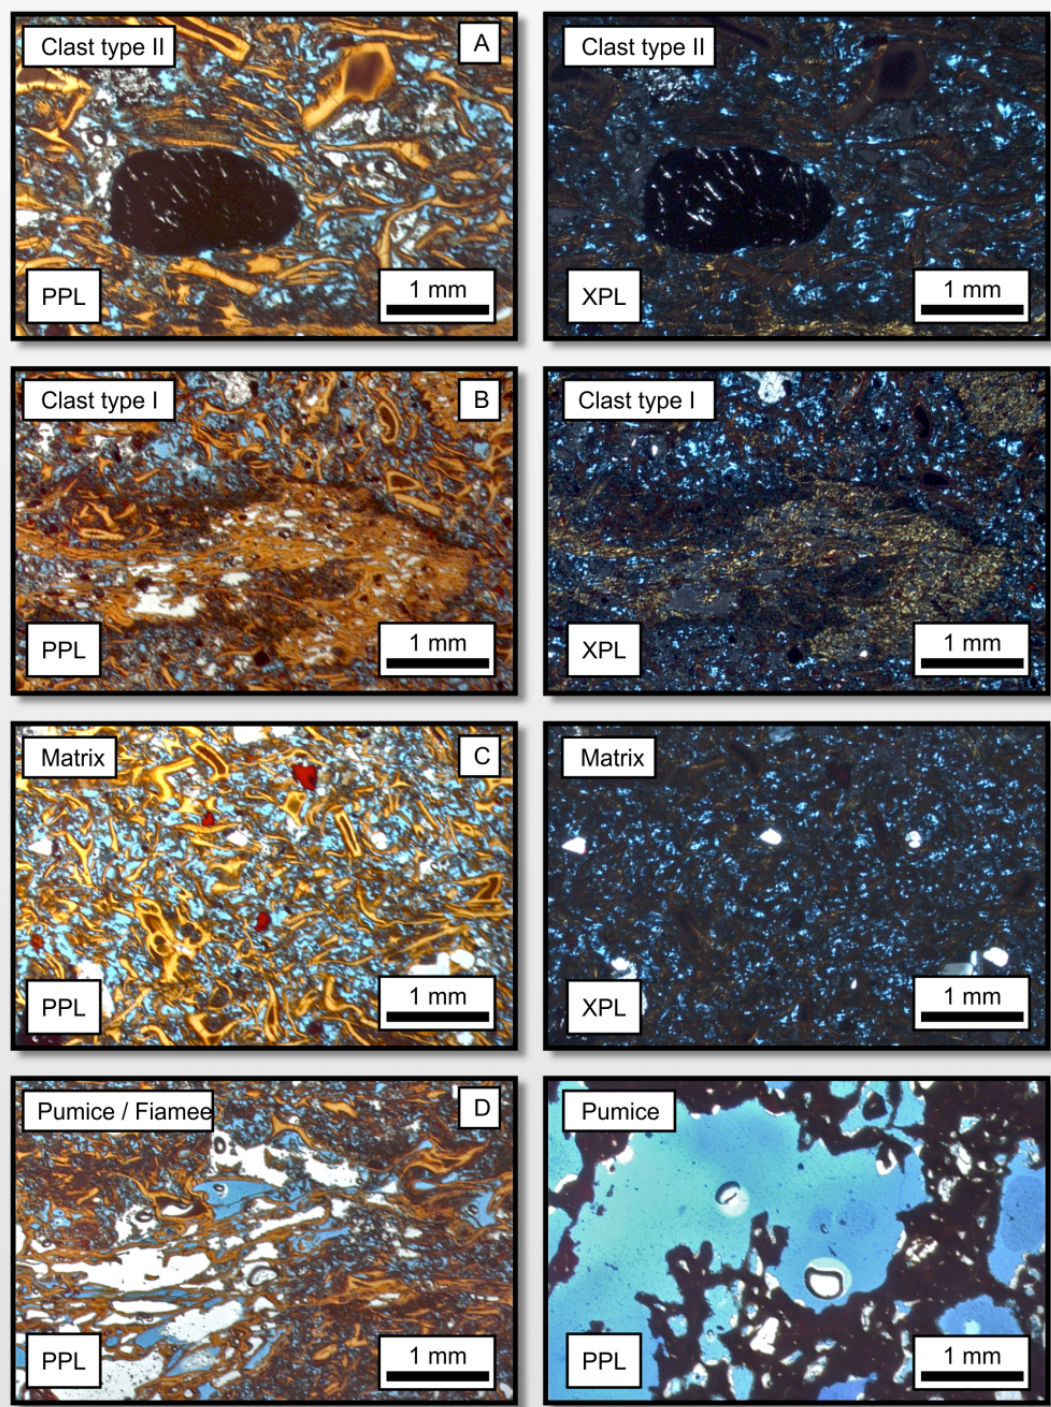 Clast type II
A
PPL
1 mm
Clast type II
XPL
1 mm
Clast type I
B
PPL
1 mm
Clast type I
XPL
1 mm
Matrix
C
PPL
1 mm
Matrix
XPL
1 mm
Pumice / Fiamee
D
PPL
1 mm
Pumice
PPL
1 mm